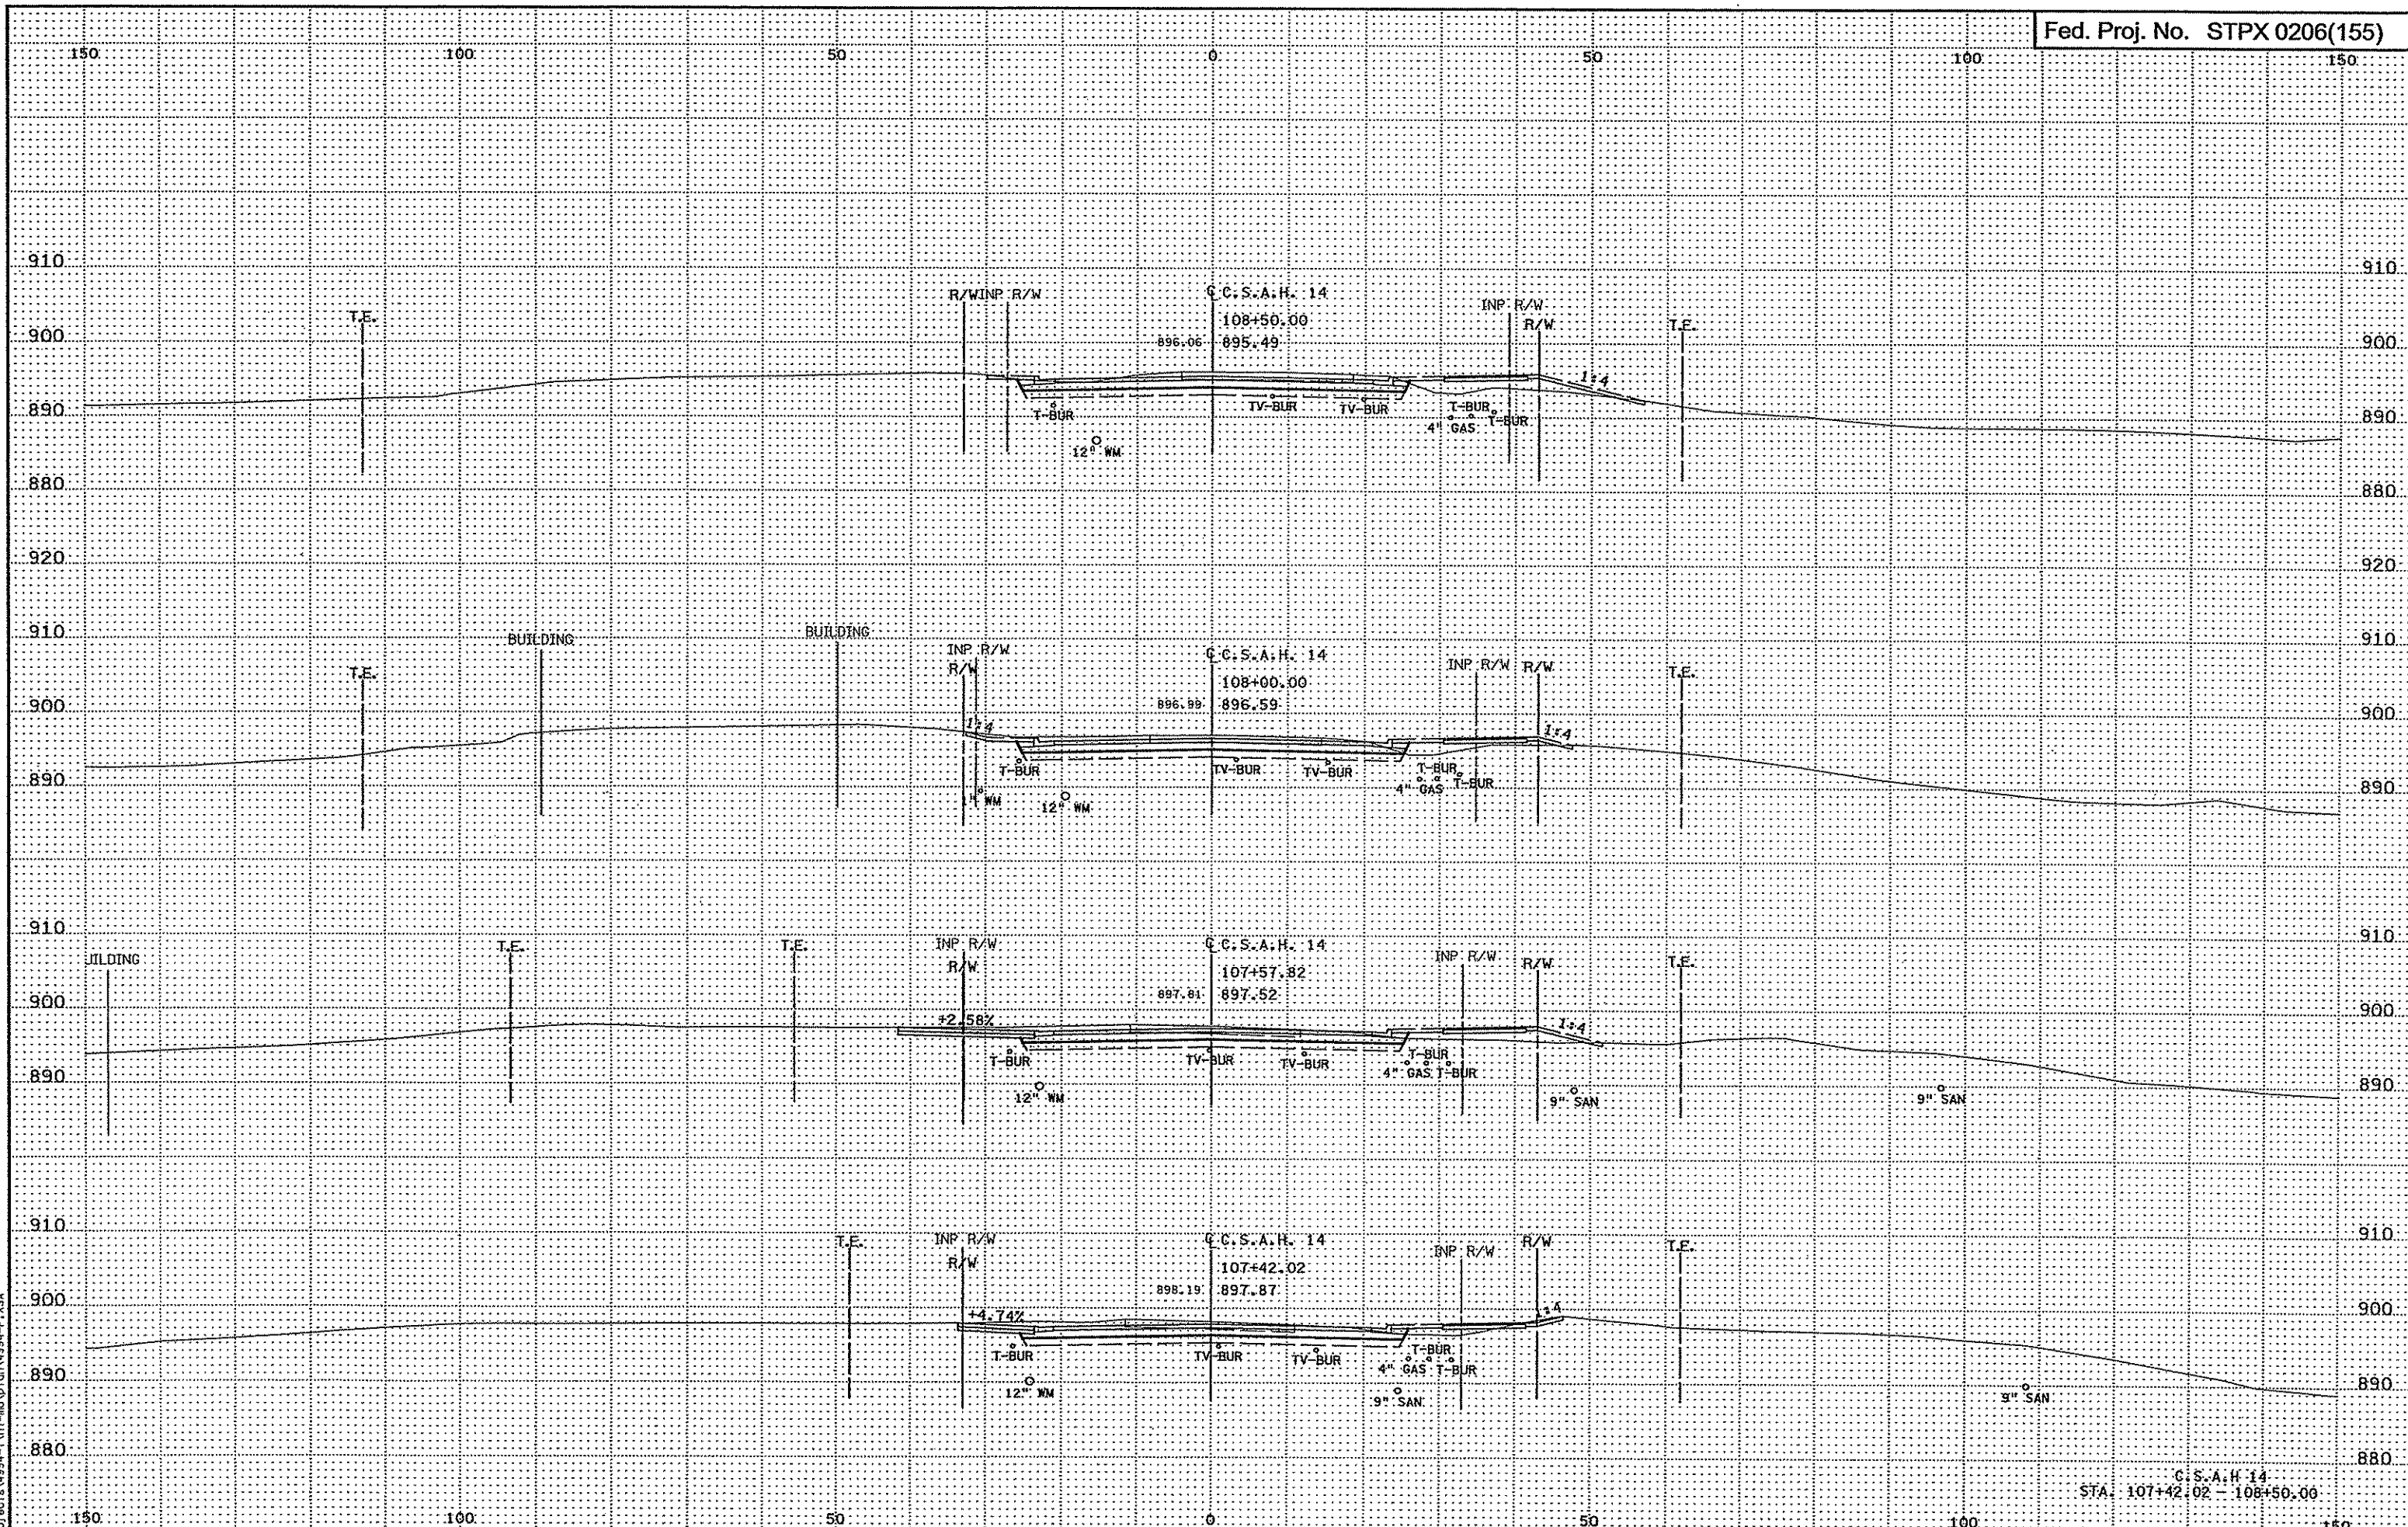 Fed. Proj. No. STPX 0206(155)
150 100 50 0 50 100 150
910 910
R/W INP R/W C.S.A.H. 14 INP R/W
T.E. 108+50.00 R/W T.E.
900 896.06 895.49 900
1:4
890 T-BUR TV-BUR TV-BUR T-BUR 890
4" GAS T-BUR
12" WM
880 880
920 920
910 BUILDING BUILDING 910
INP R/W C.S.A.H. 14 INP R/W R/W
T.E. R/W 108+00.00 T.E.
900 896.99 896.59 900
1:4 1:4
T-BUR TV-BUR TV-BUR T-BUR
890 4" GAS T-BUR 890
1" WM 12" WM
910 T.E. T.E. INP R/W C.S.A.H. 14 910
UILDING R/W 107+57.82 INP R/W R/W T.E.
900 897.81 897.52 900
+2.58% 1:4
T-BUR TV-BUR TV-BUR T-BUR
4" GAS T-BUR
890 12" WM 9" SAN 9" SAN 890
910 910
T.E. INP R/W C.S.A.H. 14 INP R/W R/W T.E.
R/W 107+42.02
900 898.19 897.87 900
+4.74% 1:4
T-BUR TV-BUR TV-BUR T-BUR
4" GAS T-BUR
890 12" WM 9" SAN 9" SAN 890
880 880
C.S.A.H 14
STA. 107+42.02 - 108+50.00
150 100 50 0 50 100 150